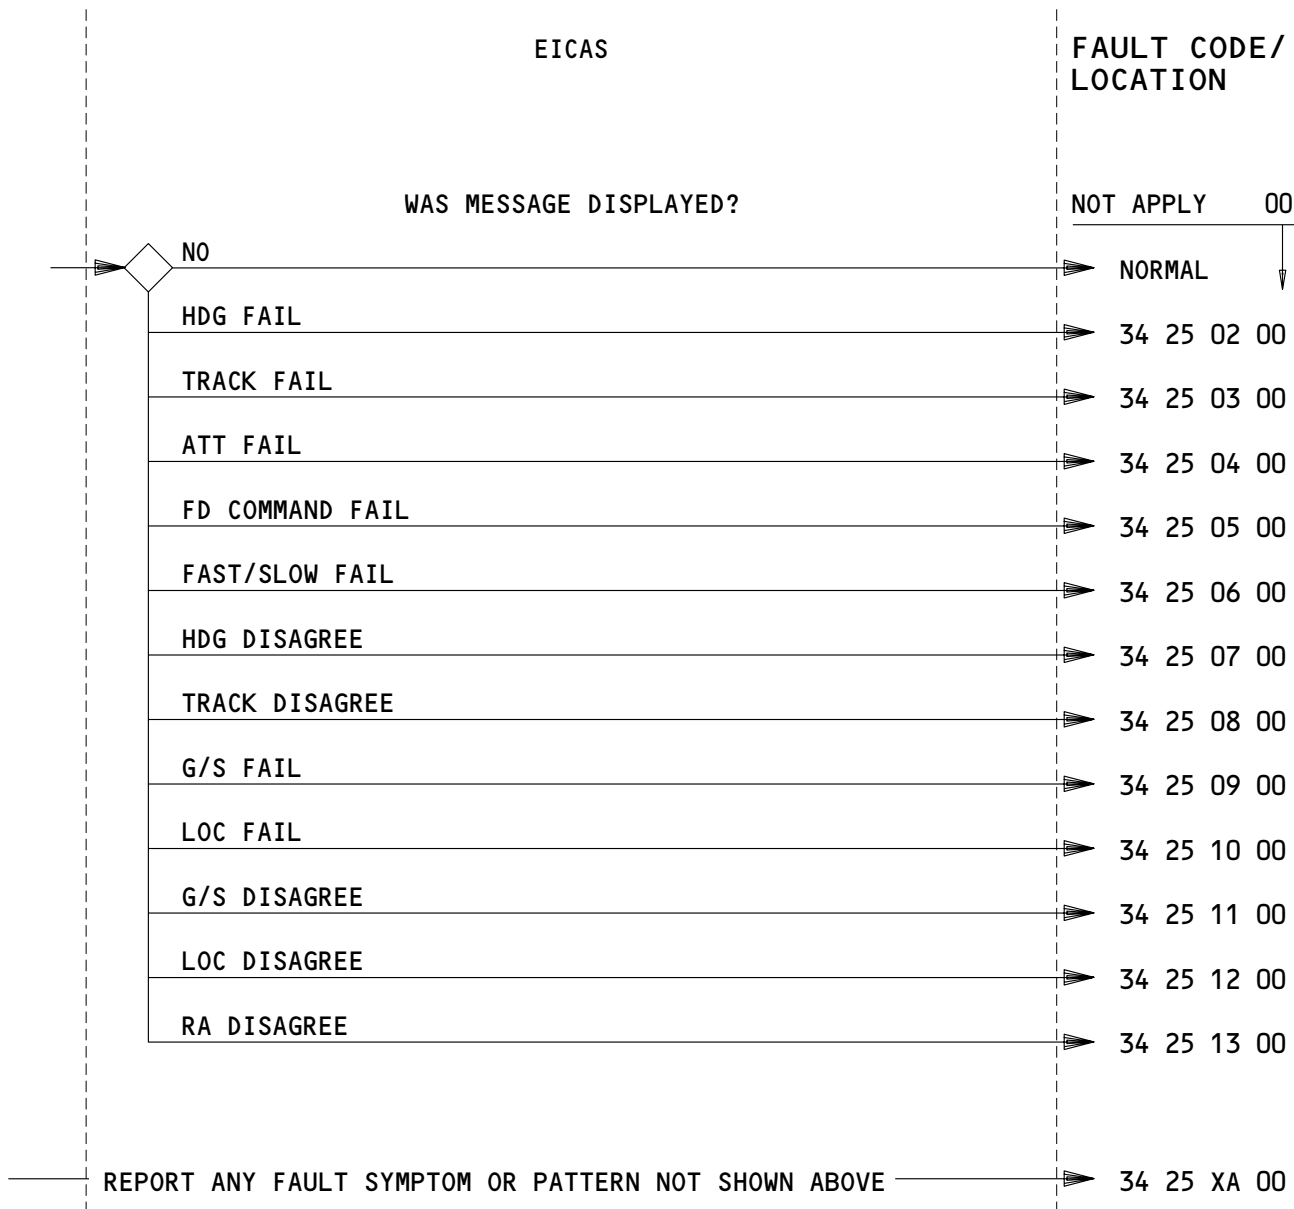 EICAS
FAULT CODE/
LOCATION
WAS MESSAGE DISPLAYED?
NOT APPLY 00
NO
NORMAL
HDG FAIL
34 25 02 00
TRACK FAIL
34 25 03 00
ATT FAIL
34 25 04 00
FD COMMAND FAIL
34 25 05 00
FAST/SLOW FAIL
34 25 06 00
HDG DISAGREE
34 25 07 00
TRACK DISAGREE
34 25 08 00
G/S FAIL
34 25 09 00
LOC FAIL
34 25 10 00
G/S DISAGREE
34 25 11 00
LOC DISAGREE
34 25 12 00
RA DISAGREE
34 25 13 00
REPORT ANY FAULT SYMPTOM OR PATTERN NOT SHOWN ABOVE
34 25 XA 00